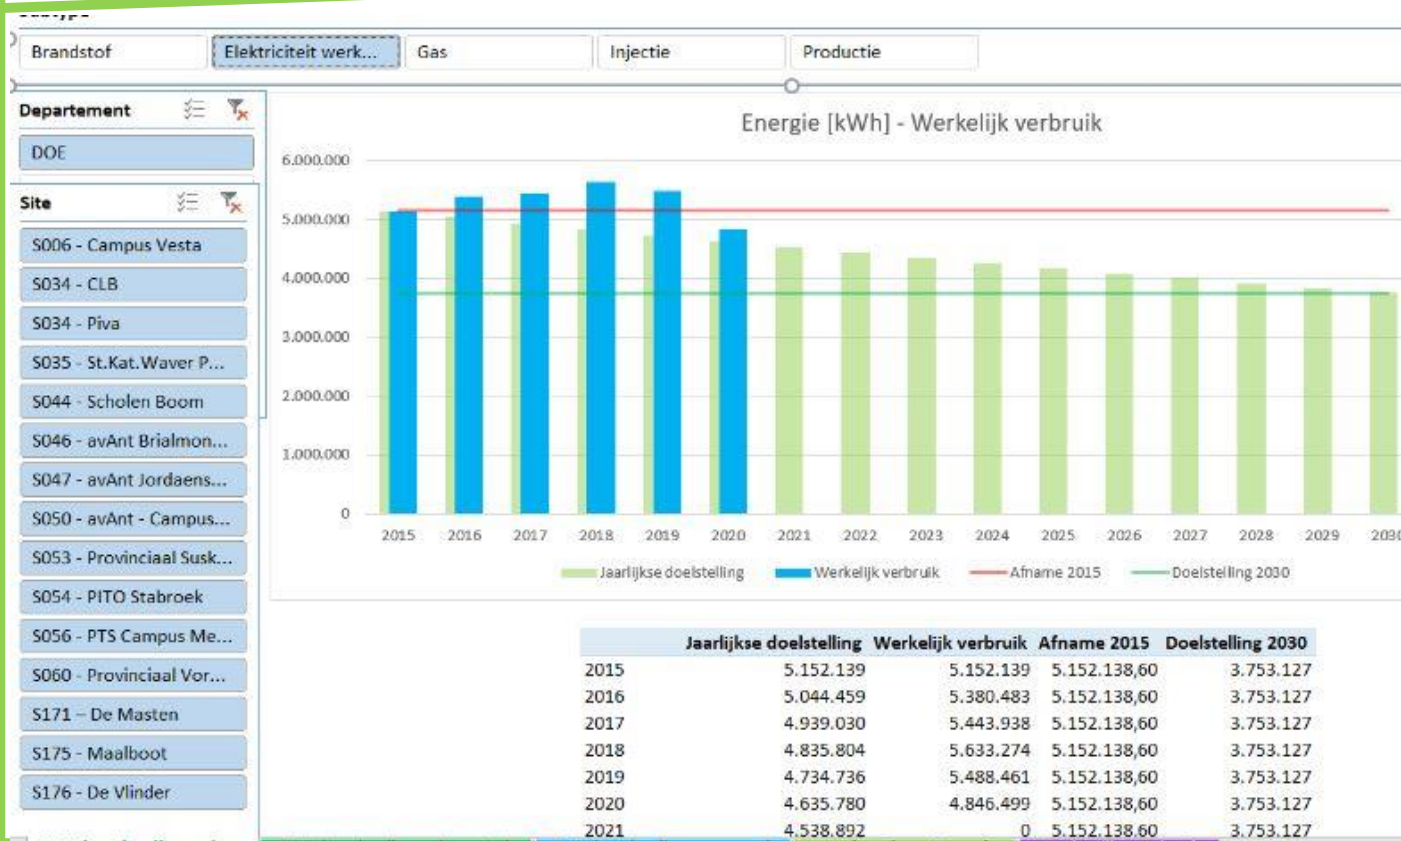 Brandstof Elektriciteit werk... Gas Injectie Productie
Departement
DOE
Site
S006 - Campus Vesta
S034 - CLB
S034 - Piva
S035 - St.Kat.Waver P...
S044 - Scholen Boom
S046 - avAnt Brialmon...
S047 - avAnt Jordaens...
S050 - avAnt - Campus...
S053 - Provinciaal Susk...
S054 - PITO Stabroek
S056 - PTS Campus Me...
S060 - Provinciaal Vor...
S171 – De Masten
S175 - Maalboot
S176 - De Vlinder
Energie [kWh] - Werkelijk verbruik
6.000.000
5.000.000
4.000.000
3.000.000
2.000.000
1.000.000
0
2015 2016 2017 2018 2019 2020 2021 2022 2023 2024 2025 2026 2027 2028 2029 2030
Jaarlijkse doelstelling Werkelijk verbruik Afname 2015 Doelstelling 2030
Jaarlijkse doelstelling Werkelijk verbruik Afname 2015 Doelstelling 2030
2015 5.152.139 5.152.139 5.152.138,60 3.753.127
2016 5.044.459 5.380.483 5.152.138,60 3.753.127
2017 4.939.030 5.443.938 5.152.138,60 3.753.127
2018 4.835.804 5.633.274 5.152.138,60 3.753.127
2019 4.734.736 5.488.461 5.152.138,60 3.753.127
2020 4.635.780 4.846.499 5.152.138,60 3.753.127
2021 4.538.892 0 5.152.138,60 3.753.127